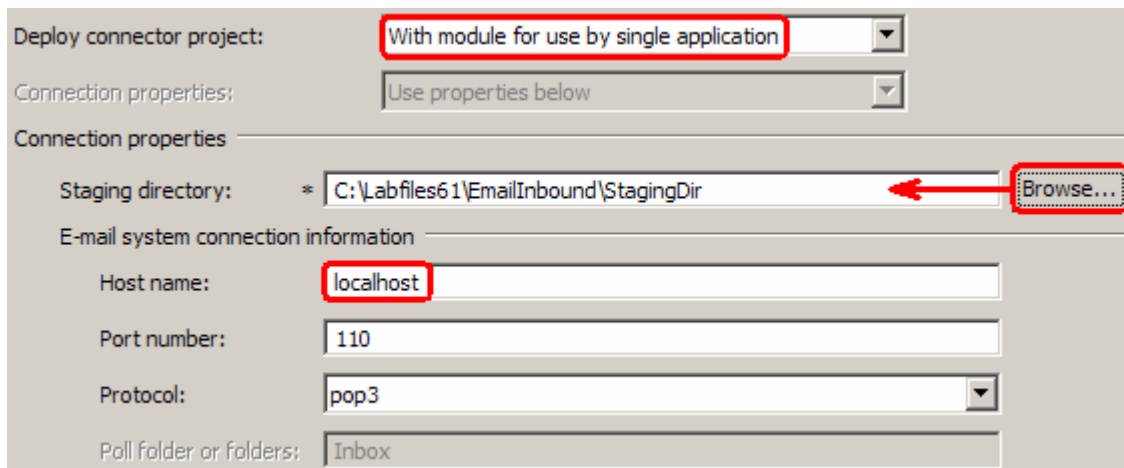 Deploy connector project: With module for use by single application
Connection properties: Use properties below
Connection properties
Staging directory: * C:\Labfiles61\EmailInbound\StagingDir Browse...
E-mail system connection information
Host name: localhost
Port number: 110
Protocol: pop3
Poll folder or folders: Inbox